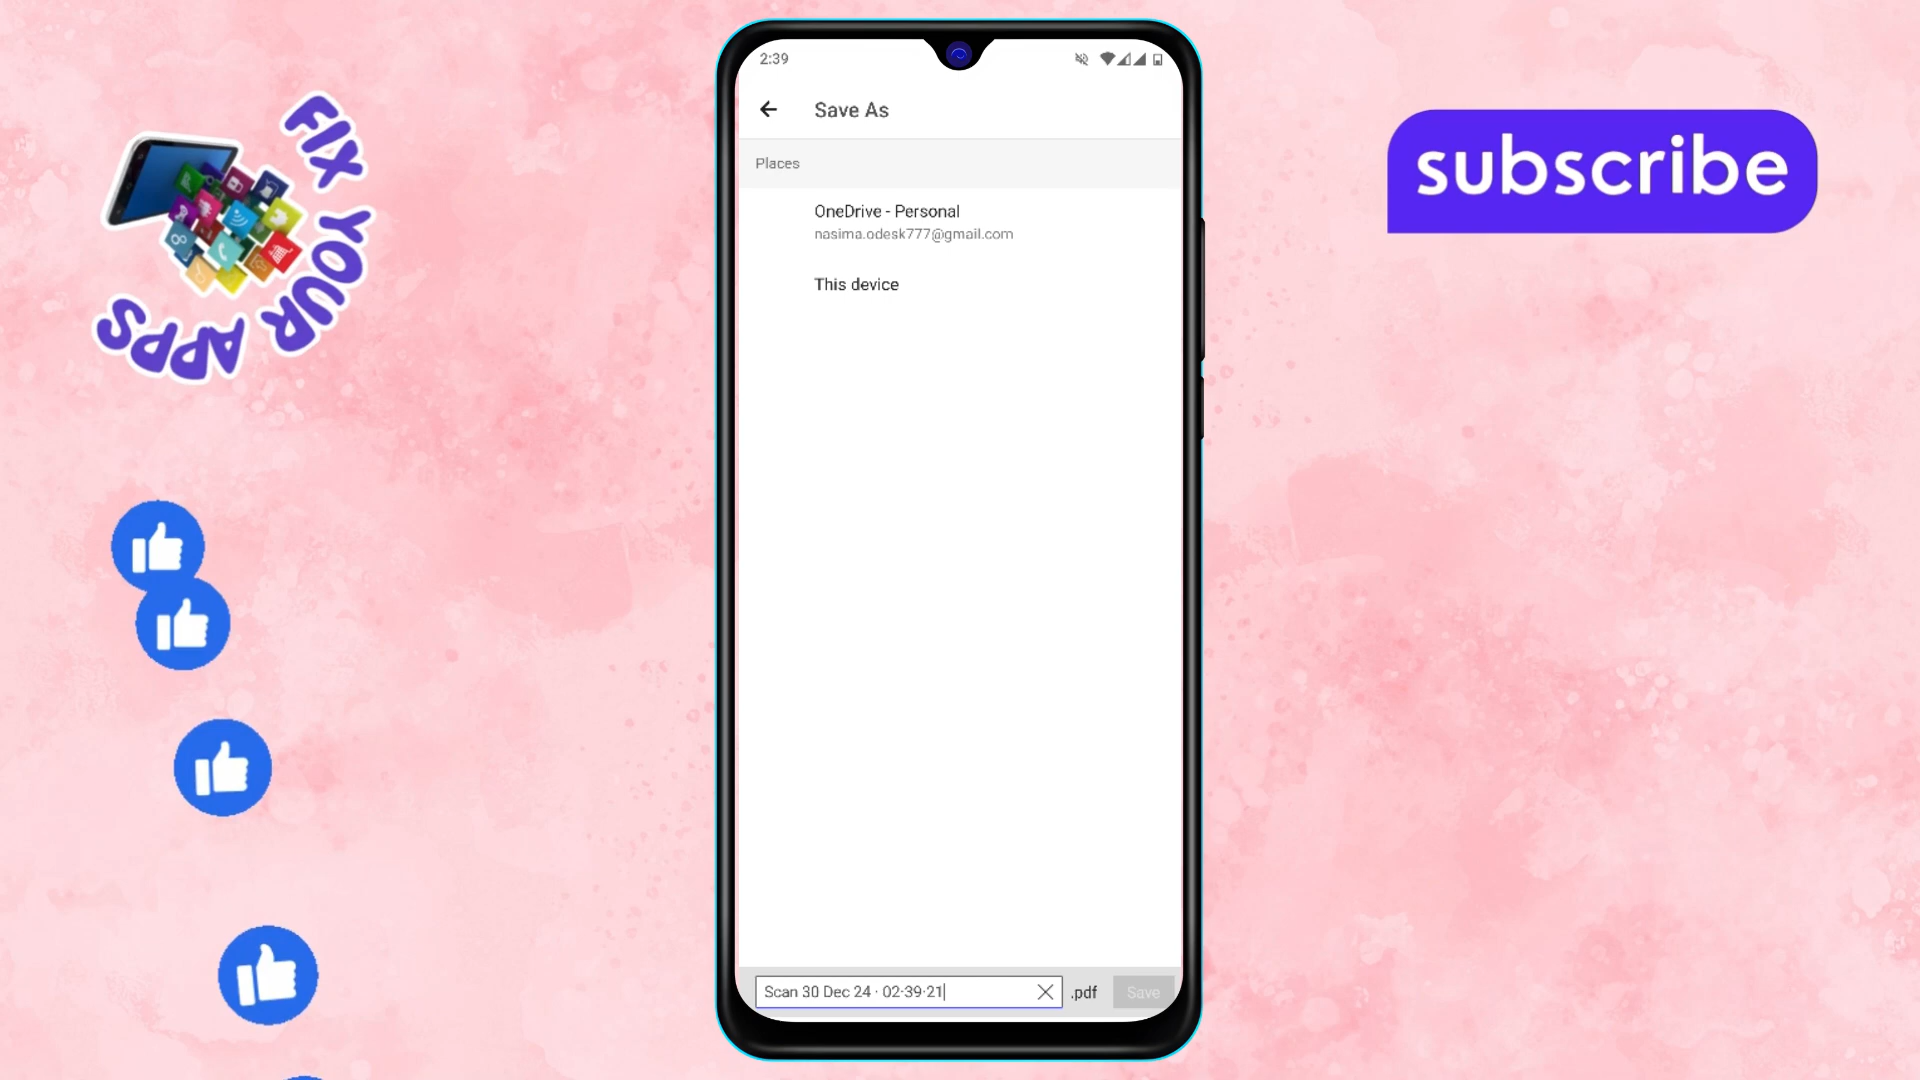 FIX YOUR APPS
subscribe
2:39
Save As
Places
OneDrive - Personal
nasima.odesk777@gmail.com
This device
Scan 30 Dec 24 · 02·39·21
.pdf
Save